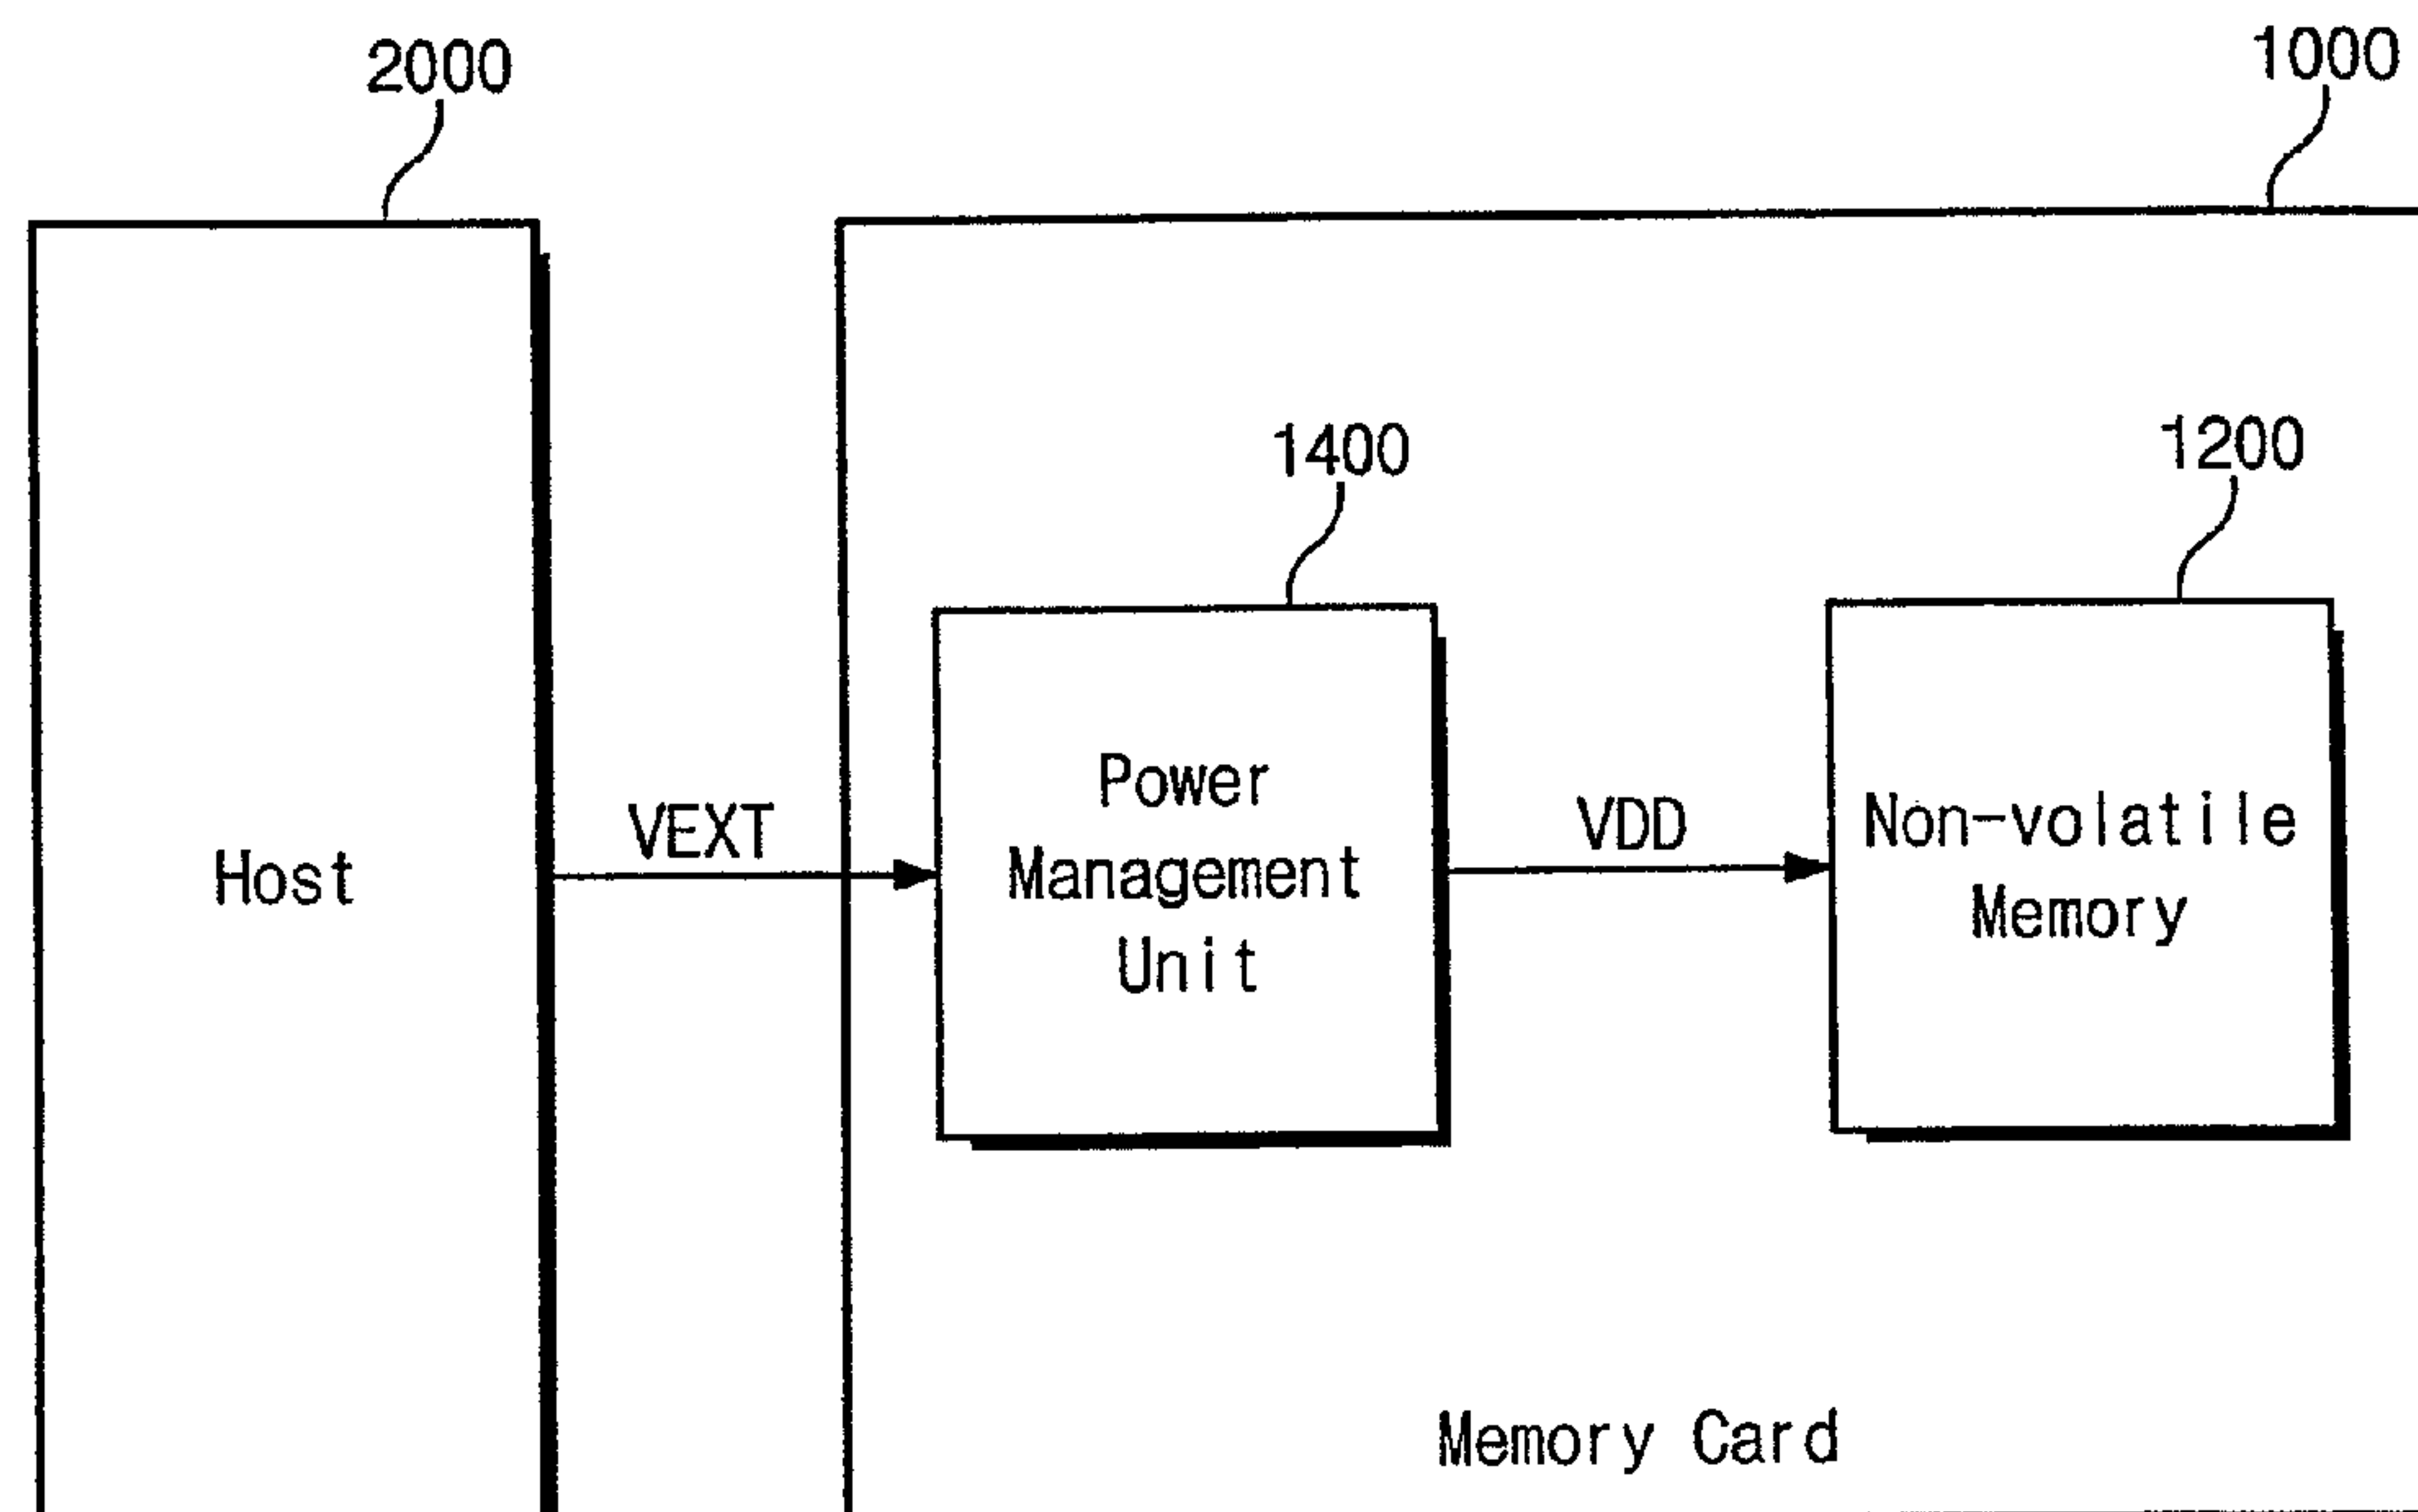 2000
1000
1400
1200
Host
VEXT
Power
Management
Unit
VDD
Non-volatile
Memory
Memory Card